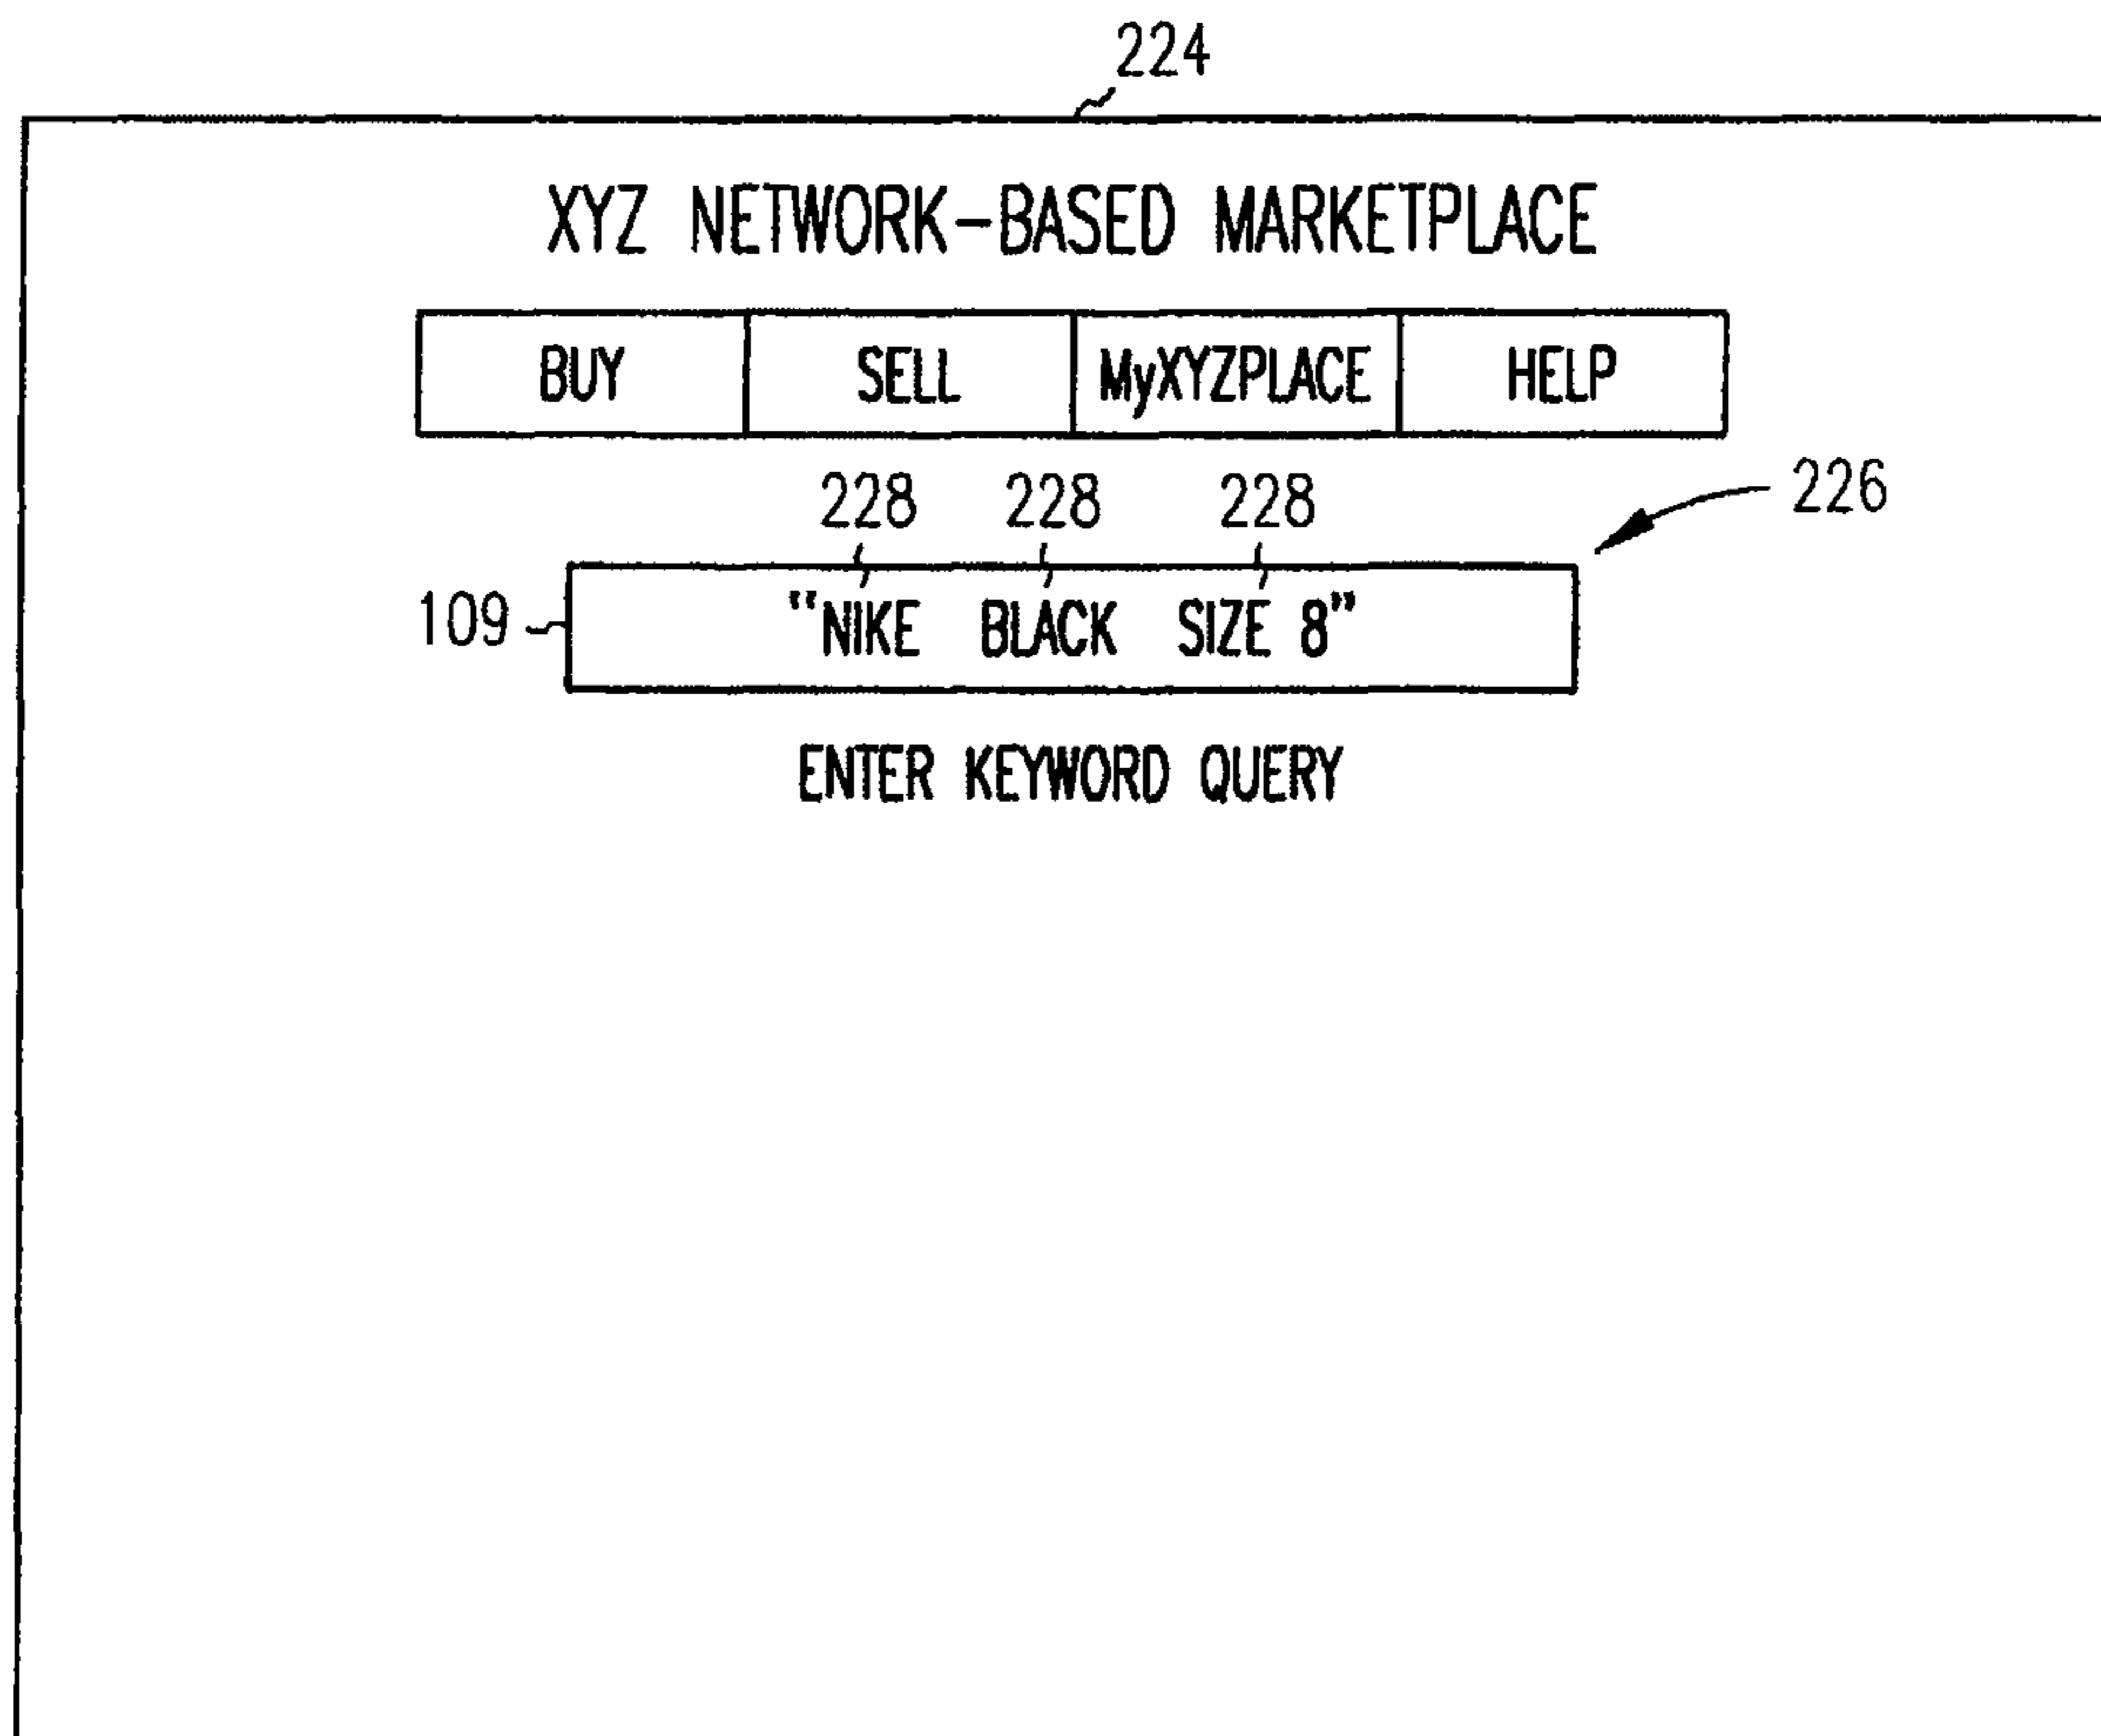 224
XYZ NETWORK-BASED MARKETPLACE
BUY SELL MyXYZPLACE HELP
228 228 228 226
109 "NIKE BLACK SIZE 8"
ENTER KEYWORD QUERY